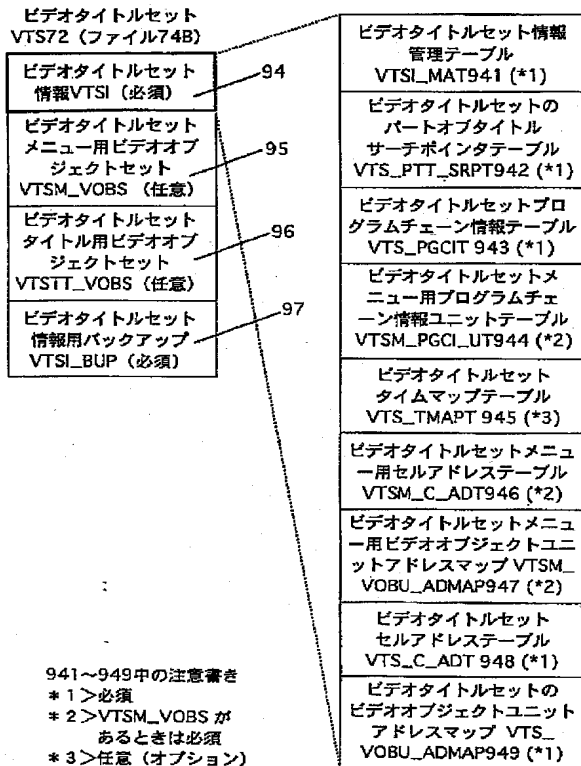 ビデオタイトルセット
VTS72（ファイル74B）
ビデオタイトルセット
情報VTSI（必須）
94
ビデオタイトルセット
メニュー用ビデオオブ
ジェクトセット
VTSM_VOBS（任意）
95
ビデオタイトルセット
タイトル用ビデオオブ
ジェクトセット
VTSTT_VOBS（任意）
96
ビデオタイトルセット
情報用バックアップ
VTSI_BUP（必須）
97
941～949中の注意書き
＊1＞必須
＊2＞VTSM_VOBS が
あるときは必須
＊3＞任意（オプション）
ビデオタイトルセット情報
管理テーブル
VTSI_MAT941 (*1)
ビデオタイトルセットの
パートオブタイトル
サーチポインタテーブル
VTS_PTT_SRPT942 (*1)
ビデオタイトルセットプロ
グラムチェーン情報テーブル
VTS_PGCIT 943 (*1)
ビデオタイトルセットメ
ニュー用プログラムチェ
ーン情報ユニットテーブル
VTSM_PGCI_UT944 (*2)
ビデオタイトルセット
タイムマップテーブル
VTS_TMAPT 945 (*3)
ビデオタイトルセットメニュ
ー用セルアドレステーブル
VTSM_C_ADT946 (*2)
ビデオタイトルセットメニュ
ー用ビデオオブジェクトユニ
ットアドレスマップ VTSM_
VOBU_ADMAP947 (*2)
ビデオタイトルセット
セルアドレステーブル
VTS_C_ADT 948 (*1)
ビデオタイトルセットの
ビデオオブジェクトユニット
アドレスマップ VTS_
VOBU_ADMAP949 (*1)